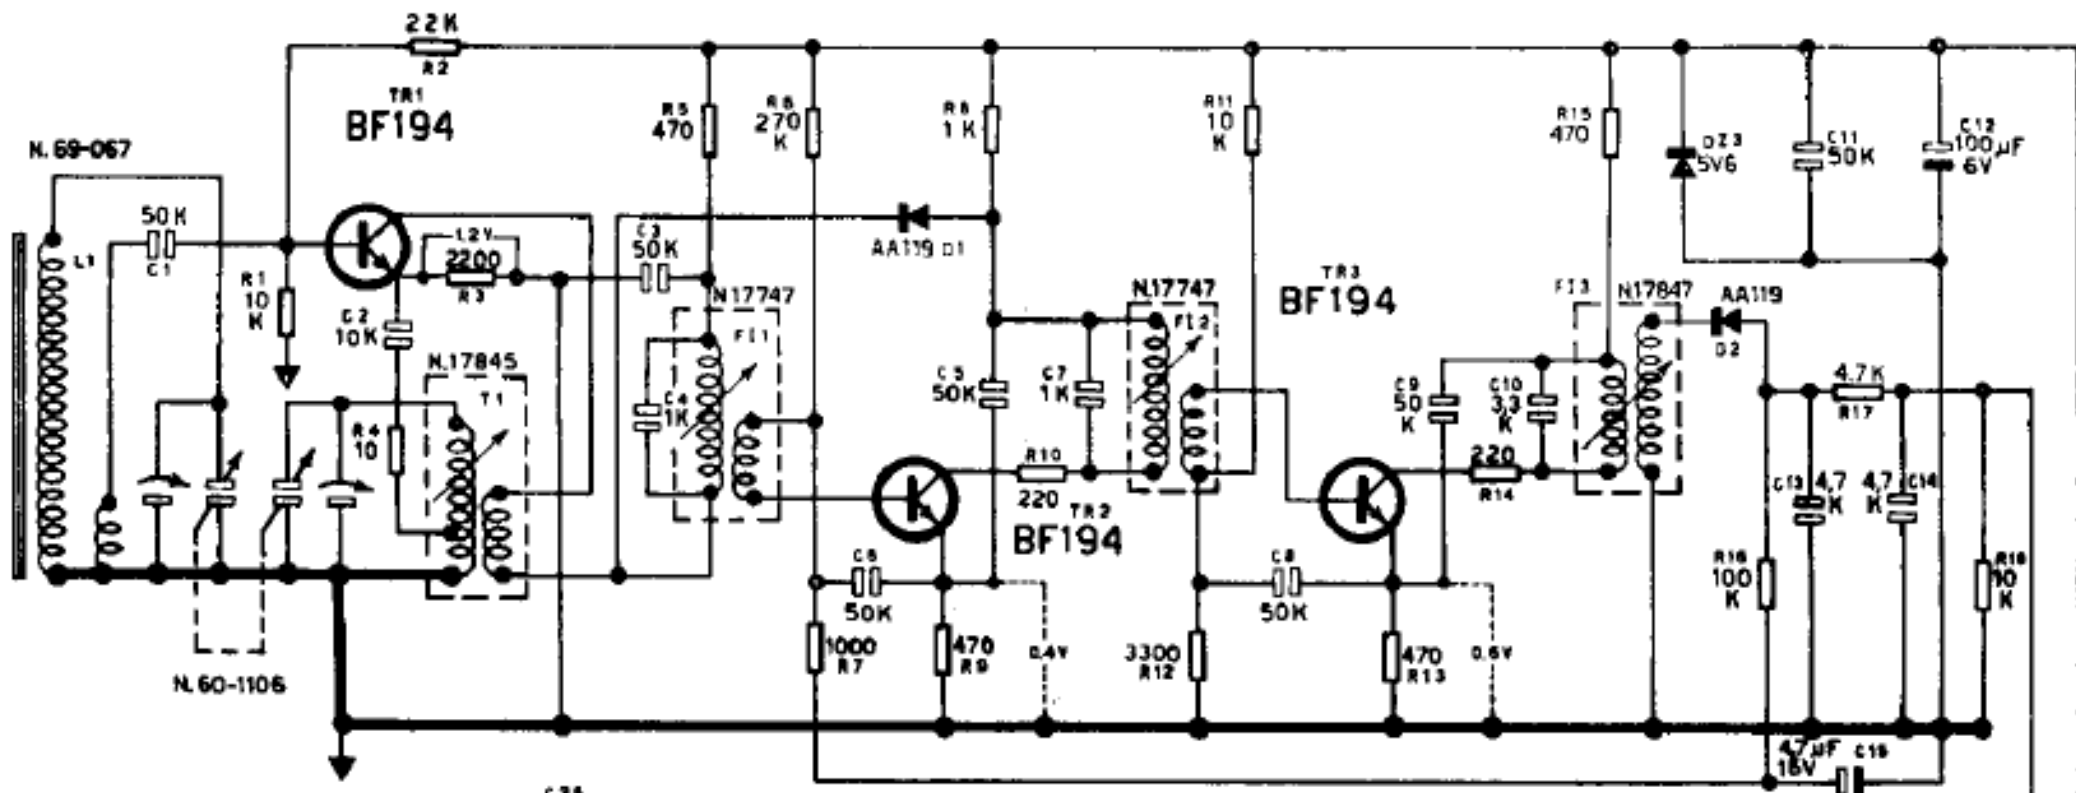 22K
R2
TR1
BF194
N.69-067
50K
C1
L1
R1
10
K
1,2V
2200
R3
C2
10K
N.17845
T1
R4
10
N.60-1106
R5
470
R6
270
K
C3
50K
N17747
FI1
C4
1K
R8
1K
AA119 D1
C5
50K
C7
1K
N.17747
FI2
R10
220
TR2
BF194
C6
50K
1000
R7
470
R9
0,4V
R11
10
K
TR3
BF194
C8
50K
3300
R12
470
R13
0,6V
C9
50
K
C10
3,3
K
220
R14
R15
470
FI3
N17847
AA119
D2
DZ3
5V6
C11
50K
C12
100µF
6V
4.7K
R17
C13
4,7
K
4,7
K
C14
R16
100
K
R18
10
K
4,7µF
16V
C15